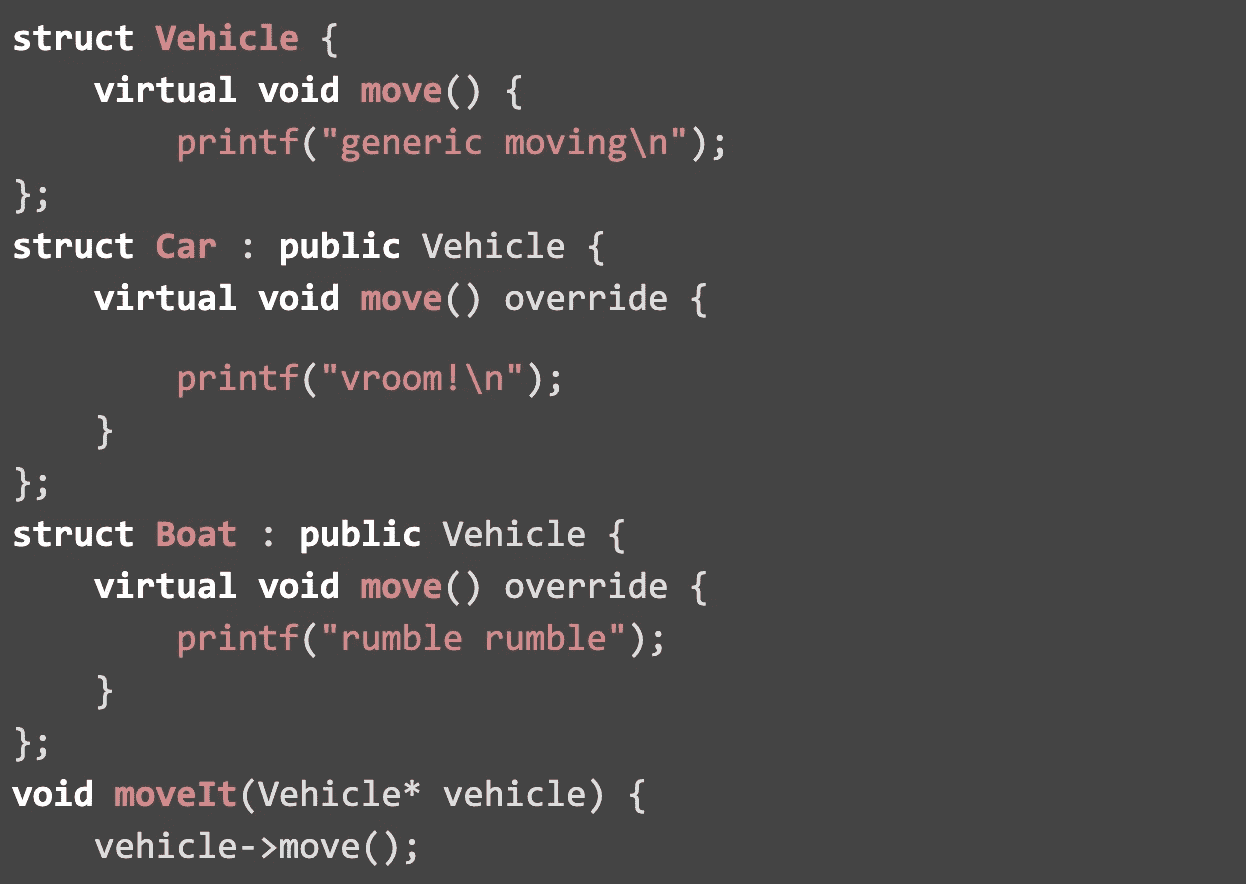 struct Vehicle {
    virtual void move() {
        printf("generic moving\n");
};
struct Car : public Vehicle {
    virtual void move() override {
        printf("vroom!\n");
    }
};
struct Boat : public Vehicle {
    virtual void move() override {
        printf("rumble rumble");
    }
};
void moveIt(Vehicle* vehicle) {
    vehicle->move();